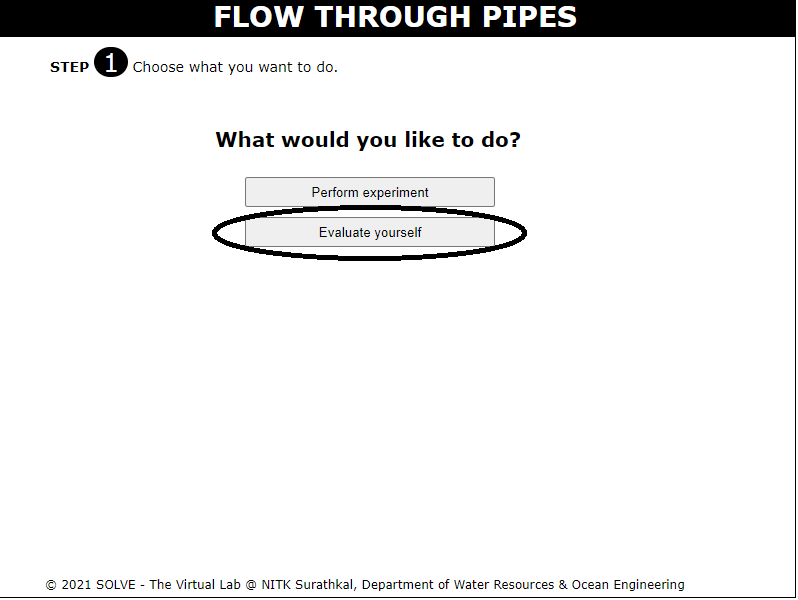 FLOW THROUGH PIPES
STEP 1 Choose what you want to do.
What would you like to do?
Perform experiment
Evaluate yourself
© 2021 SOLVE - The Virtual Lab @ NITK Surathkal, Department of Water Resources & Ocean Engineering